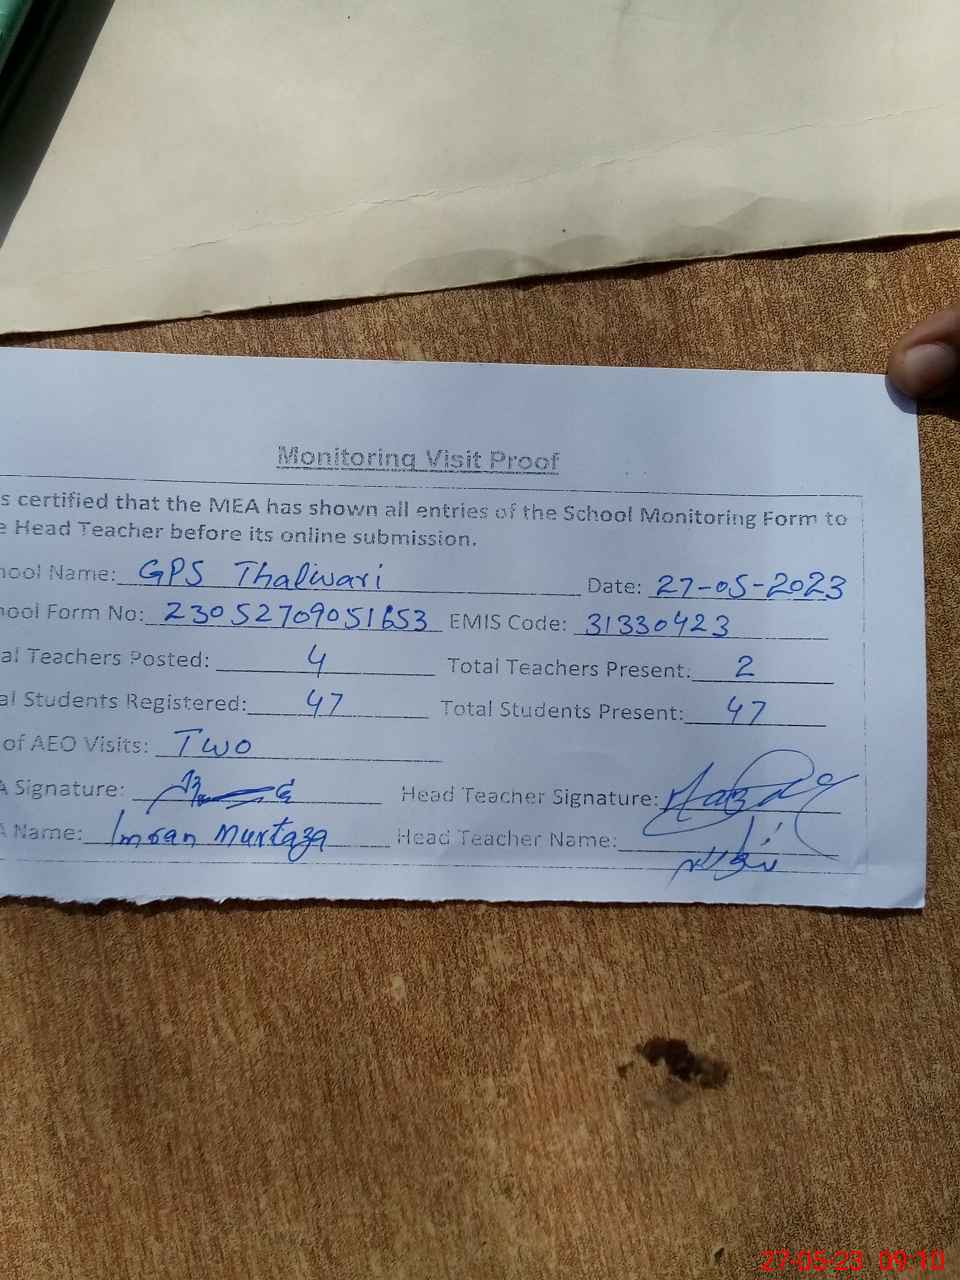 Monitoring Visit Proof
s certified that the MEA has shown all entries of the School Monitoring Form to
e Head Teacher before its online submission.
hool Name: GPS Thaliwari Date: 27-05-2023
hool Form No: 23052709051653 EMIS Code: 31330423
al Teachers Posted: 4 Total Teachers Present: 2
al Students Registered: 47 Total Students Present: 47
of AEO Visits: Two
A Signature: Head Teacher Signature:
A Name: Imran Murtaza Head Teacher Name:
27-05-23 09:10